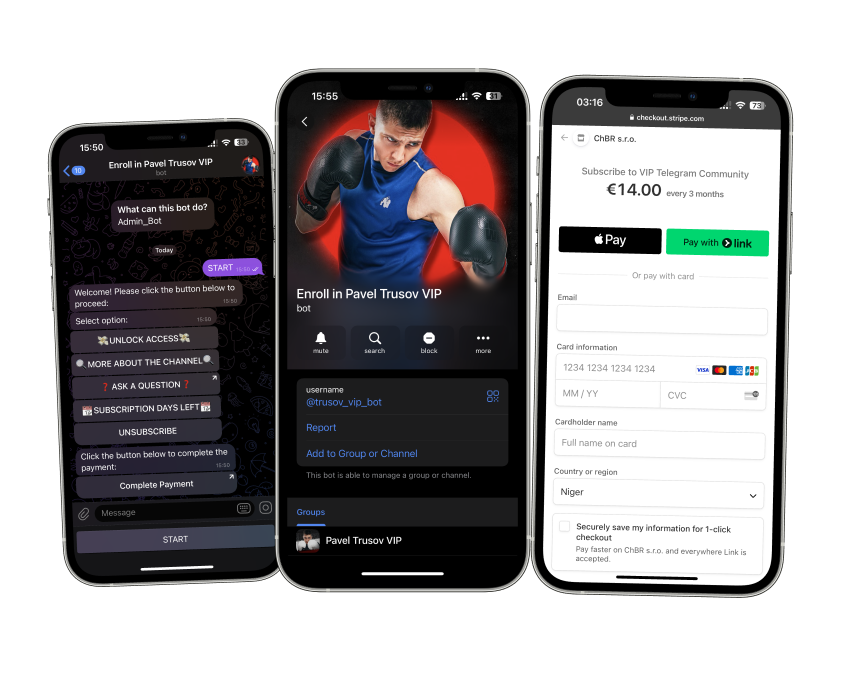 15:50
31
10
Enroll in Pavel Trusov VIP
bot
What can this bot do?
Admin_Bot
Today
START 15:50
Welcome! Please click the button below to
proceed:
15:50
Select option:
15:50
💸UNLOCK ACCESS💸
🔍MORE ABOUT THE CHANNEL🔍
❓ASK A QUESTION❓
📆SUBSCRIPTION DAYS LEFT📆
UNSUBSCRIBE
Click the button below to complete the
payment:
15:50
Complete Payment
Message
START
15:55
31
N
Enroll in Pavel Trusov VIP
bot
mute
search
block
more
username
@trusov_vip_bot
Report
Add to Group or Channel
This bot is able to manage a group or channel.
Groups
Pavel Trusov VIP
03:16
73
checkout.stripe.com
ChBR s.r.o.
Subscribe to VIP Telegram Community
€14.00 every 3 months
Pay
Pay with link
Or pay with card
Email
Card information
1234 1234 1234 1234
VISA
JCB
MM / YY
CVC
Cardholder name
Full name on card
Country or region
Niger
Securely save my information for 1-click
checkout
Pay faster on ChBR s.r.o. and everywhere Link is
accepted.